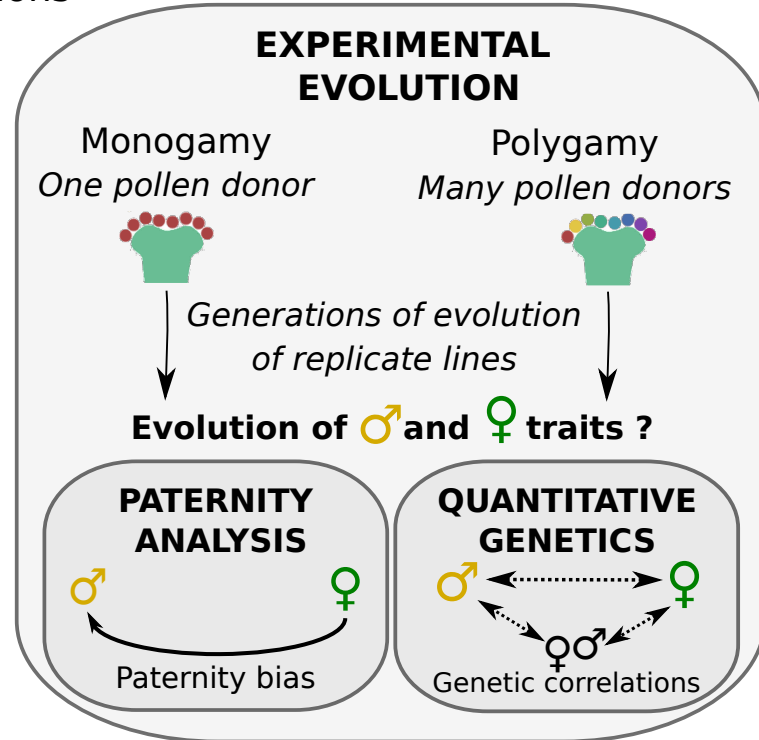 EXPERIMENTAL
EVOLUTION
Monogamy
One pollen donor
Polygamy
Many pollen donors
Generations of evolution
of replicate lines
Evolution of ♂ and ♀ traits ?
PATERNITY
ANALYSIS
♂ ♀
Paternity bias
QUANTITATIVE
GENETICS
♂ ♀
♀♂
Genetic correlations